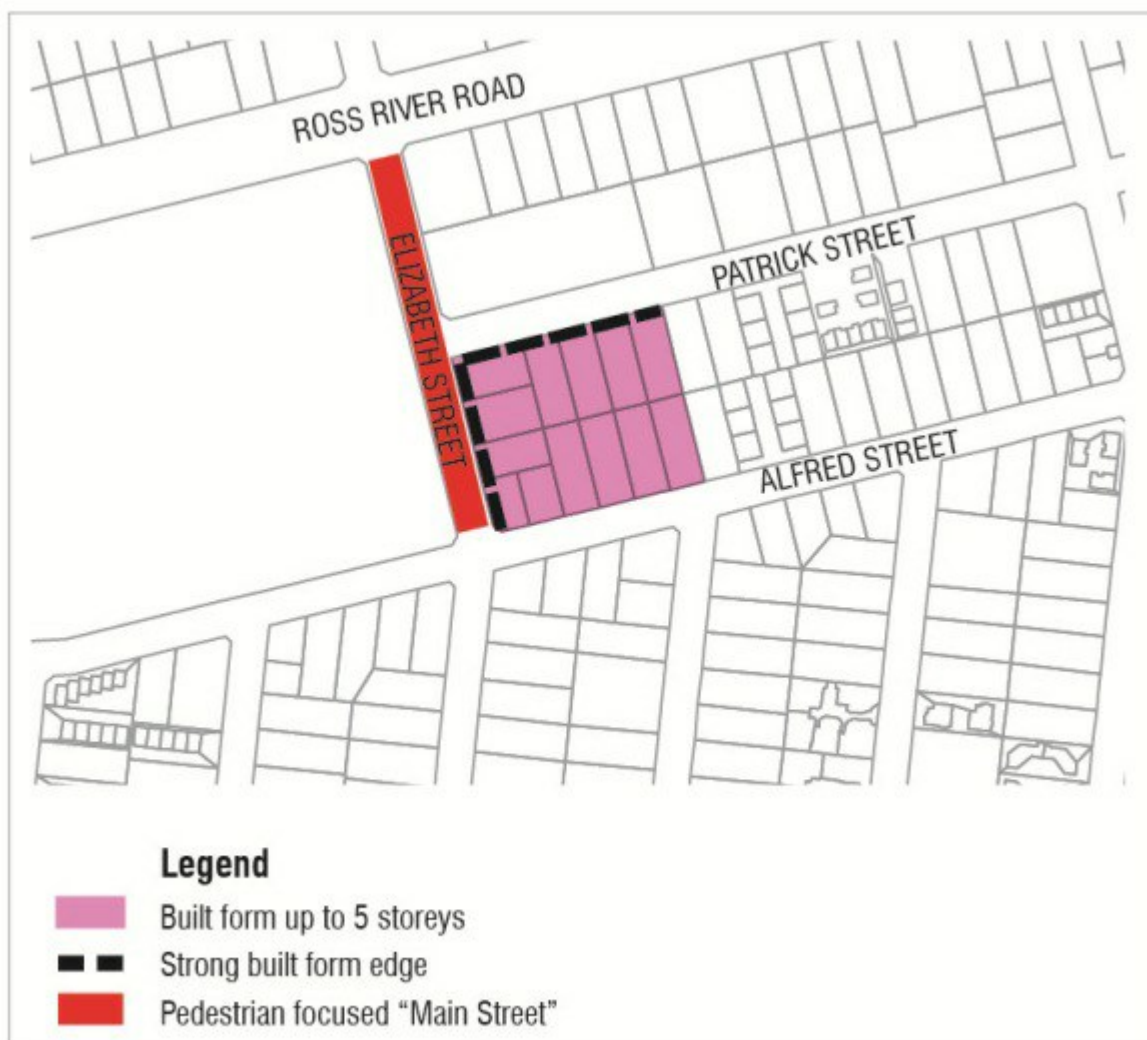 ROSS RIVER ROAD
ELIZABETH STREET
PATRICK STREET
ALFRED STREET
Legend
Built form up to 5 storeys
Strong built form edge
Pedestrian focused “Main Street”